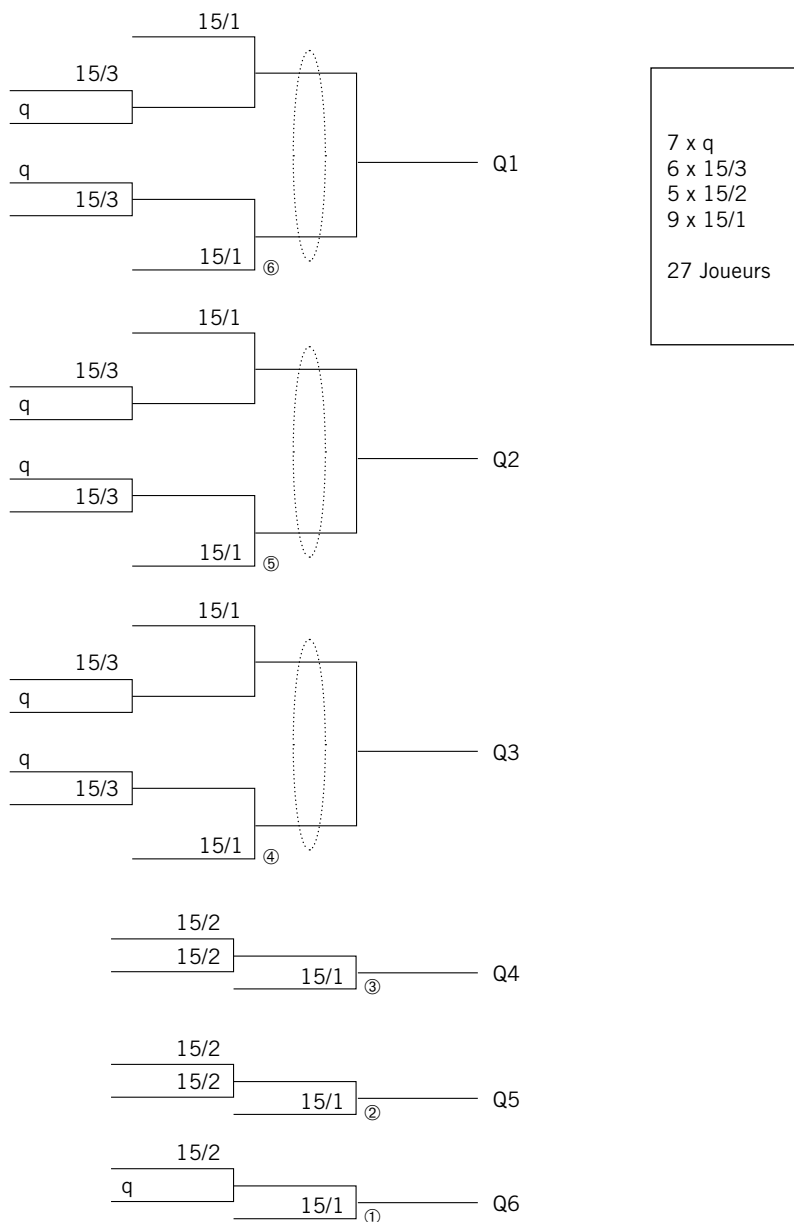 15/1
15/3
q
q
15/3
15/1 ⑥
Q1
15/1
15/3
q
q
15/3
15/1 ⑤
Q2
15/1
15/3
q
q
15/3
15/1 ④
Q3
15/2
15/2
15/1 ③
Q4
15/2
15/2
15/1 ②
Q5
15/2
q
15/1 ①
Q6
7 x q
6 x 15/3
5 x 15/2
9 x 15/1
27 Joueurs